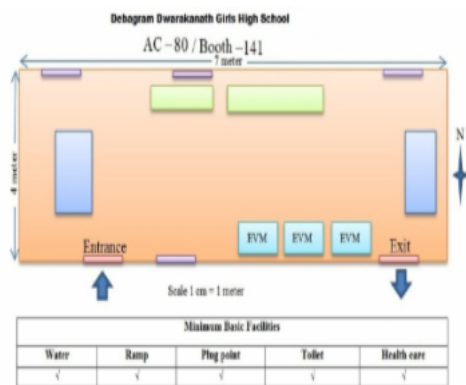 Debagram Dwarakanath Girls High School
AC – 80 / Booth –141
7 meter
4 meter
N
EVM EVM EVM
Entrance
Exit
Scale 1 cm = 1 meter
Minimum Basic Facilities
Water Ramp Plug point Toilet Health care
√ √ √ √ √